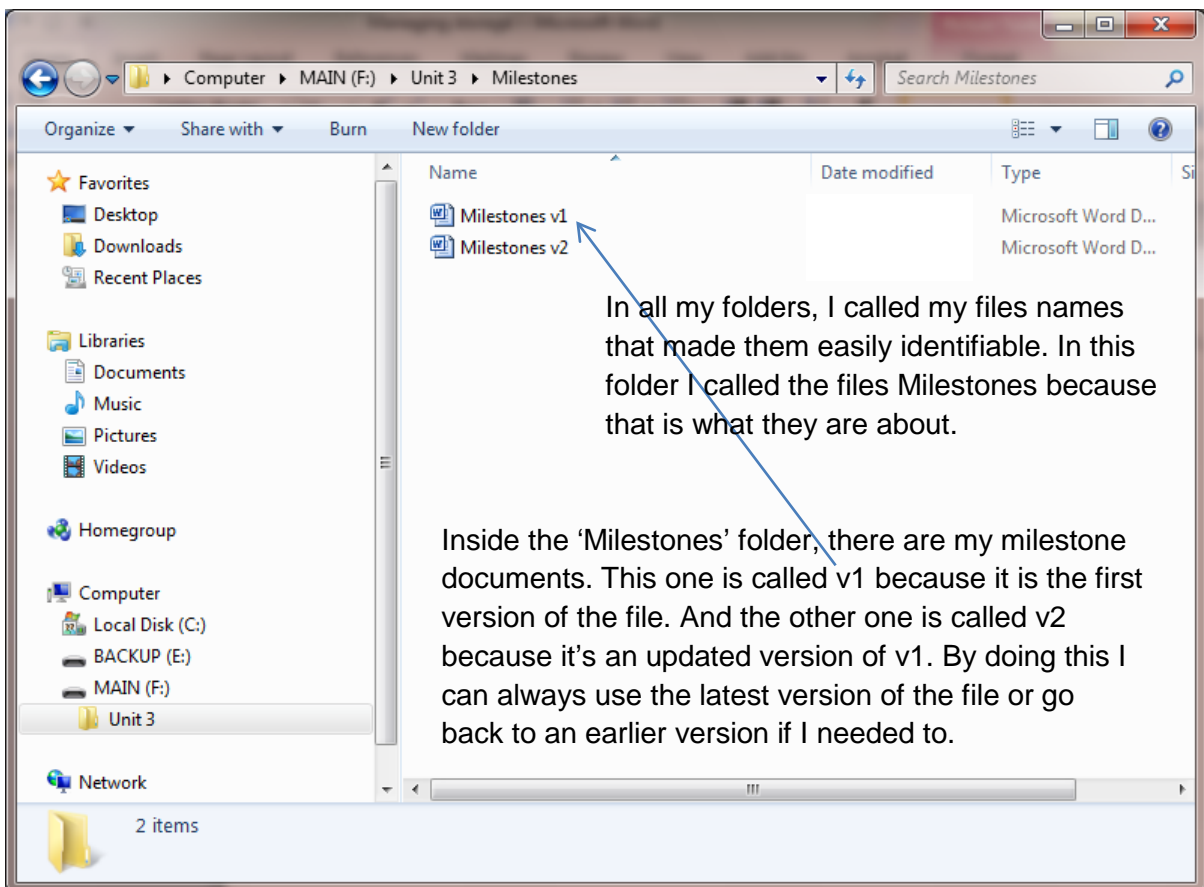 Computer MAIN (F:) Unit 3 Milestones
Search Milestones
Organize Share with Burn New folder
Favorites
Desktop
Downloads
Recent Places
Libraries
Documents
Music
Pictures
Videos
Homegroup
Computer
Local Disk (C:)
BACKUP (E:)
MAIN (F:)
Unit 3
Network
Name Date modified Type Si
Milestones v1 Microsoft Word D...
Milestones v2 Microsoft Word D...
In all my folders, I called my files names
that made them easily identifiable. In this
folder I called the files Milestones because
that is what they are about.
Inside the ‘Milestones’ folder, there are my milestone
documents. This one is called v1 because it is the first
version of the file. And the other one is called v2
because it’s an updated version of v1. By doing this I
can always use the latest version of the file or go
back to an earlier version if I needed to.
2 items